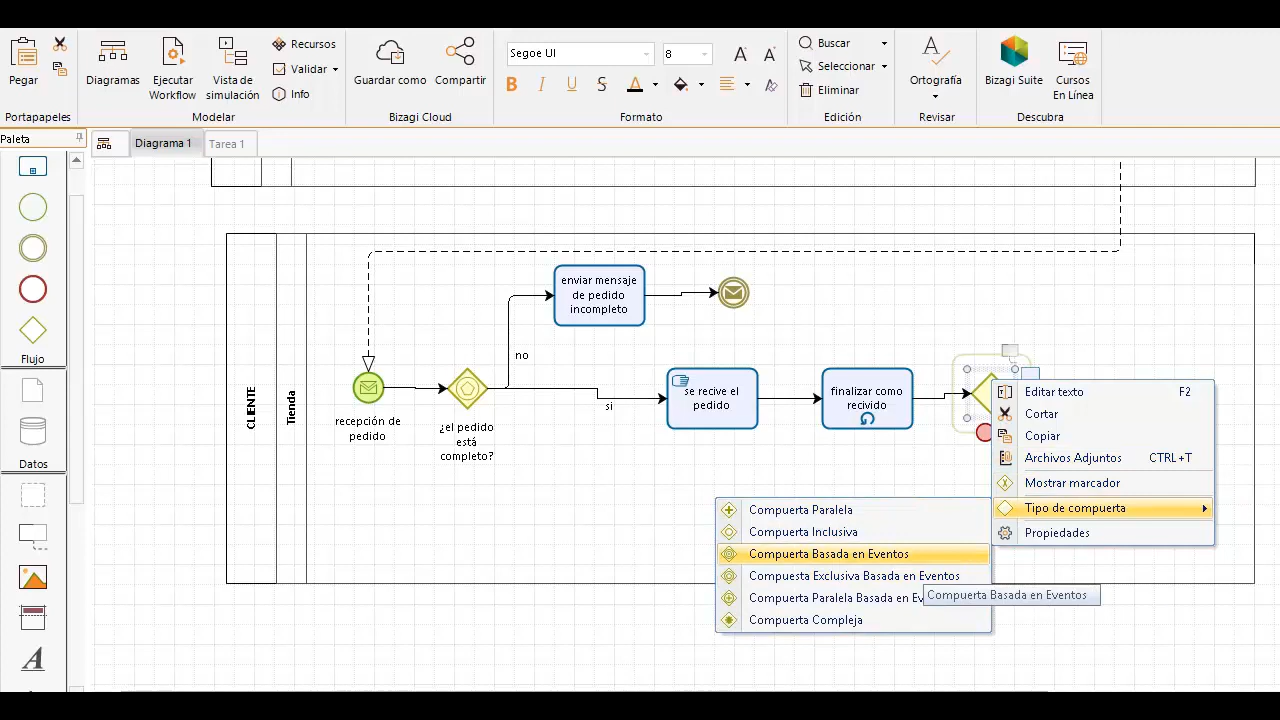 Pegar
Portapapeles
Diagramas
Ejecutar
Workflow
Vista de
simulación
Recursos
Validar
Info
Modelar
Guardar como
Compartir
Bizagi Cloud
Segoe UI
8
A
A
B
I
U
S
A
Formato
Buscar
Seleccionar
Eliminar
Edición
Ortografía
Revisar
Bizagi Suite
Cursos
En Línea
Descubra
Paleta
Diagrama 1
Tarea 1
Flujo
Datos
A
CLIENTE
Tienda
enviar mensaje
de pedido
incompleto
no
si
recepción de
pedido
¿el pedido
está
completo?
se recive el
pedido
finalizar como
recivido
Editar texto F2
Cortar
Copiar
Archivos Adjuntos CTRL+T
Mostrar marcador
Tipo de compuerta
Propiedades
Compuerta Paralela
Compuerta Inclusiva
Compuerta Basada en Eventos
Compuesta Exclusiva Basada en Eventos
Compuerta Paralela Basada en Ev
Compuerta Compleja
Compuerta Basada en Eventos